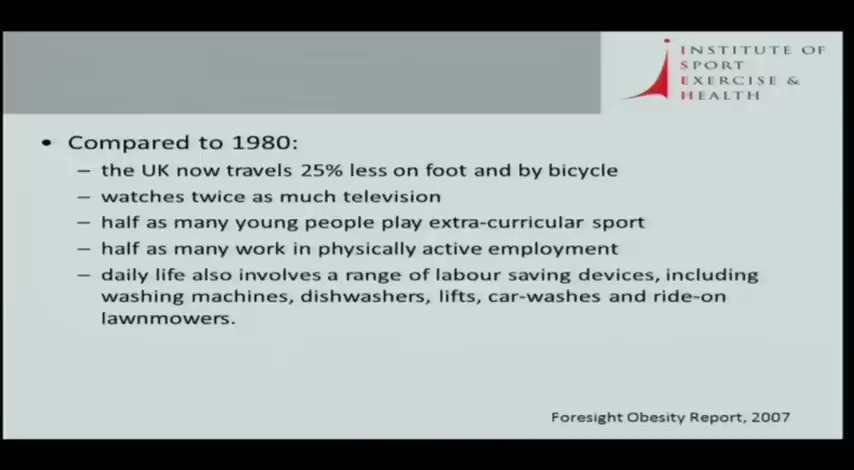 INSTITUTE OF
SPORT
EXERCISE &
HEALTH
• Compared to 1980:
– the UK now travels 25% less on foot and by bicycle
– watches twice as much television
– half as many young people play extra-curricular sport
– half as many work in physically active employment
– daily life also involves a range of labour saving devices, including
washing machines, dishwashers, lifts, car-washes and ride-on
lawnmowers.
Foresight Obesity Report, 2007